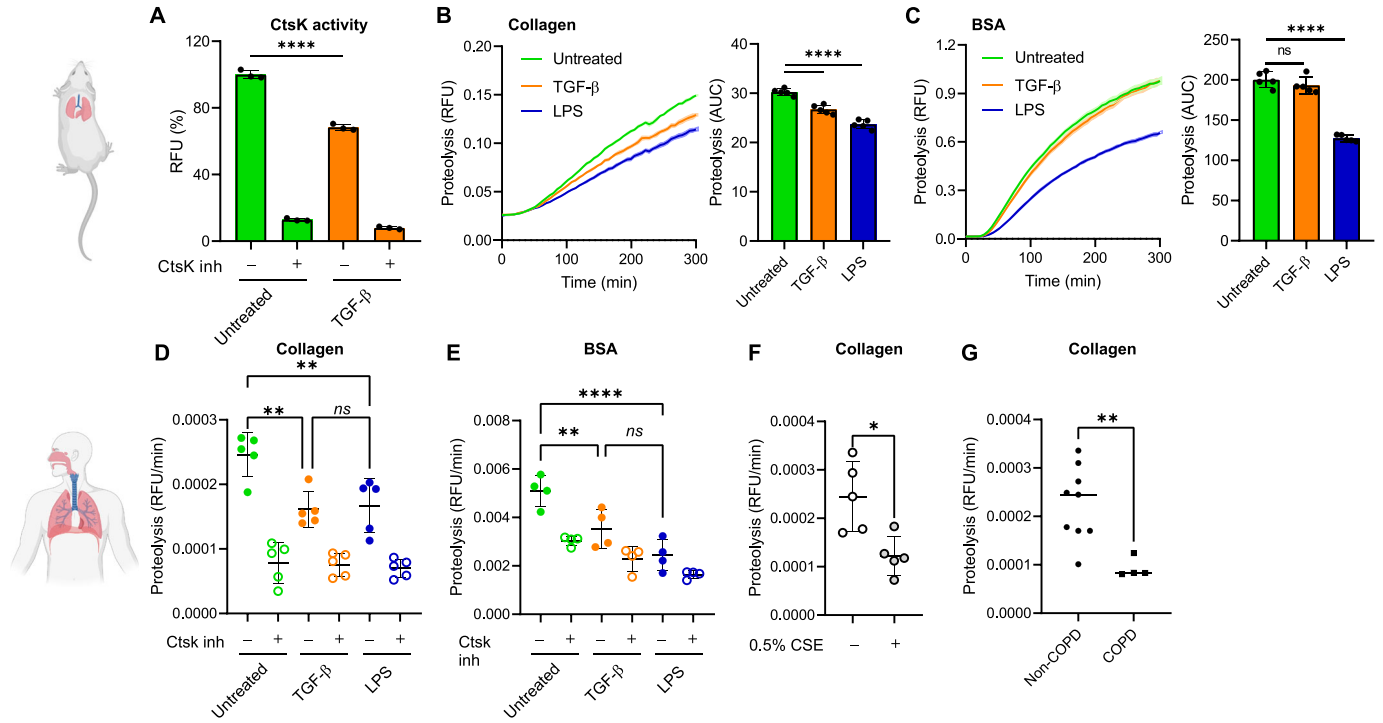 A
CtsK activity
****
RFU (%)
120
80
40
0
CtsK inh
– + – +
Untreated
TGF-β
B
Collagen
Untreated
TGF-β
LPS
Proteolysis (RFU)
0.20
0.15
0.10
0.05
0.00
0 100 200 300
Time (min)
****
Proteolysis (AUC)
40
30
20
10
0
Untreated
TGF-β
LPS
C
BSA
Untreated
TGF-β
LPS
Proteolysis (RFU)
1.5
1.2
0.9
0.6
0.3
0.0
0 100 200 300
Time (min)
****
ns
Proteolysis (AUC)
250
200
150
100
50
0
Untreated
TGF-β
LPS
D
Collagen
**
** ns
Proteolysis (RFU/min)
0.0003
0.0002
0.0001
0.0000
Ctsk inh
– + – + – +
Untreated
TGF-β
LPS
E
BSA
****
** ns
Proteolysis (RFU/min)
0.008
0.006
0.004
0.002
0.000
Ctsk
inh
– + – + – +
Untreated
TGF-β
LPS
F
Collagen
*
Proteolysis (RFU/min)
0.0004
0.0003
0.0002
0.0001
0.0000
0.5% CSE
– +
G
Collagen
**
Proteolysis (RFU/min)
0.0004
0.0003
0.0002
0.0001
0.0000
Non-COPD
COPD